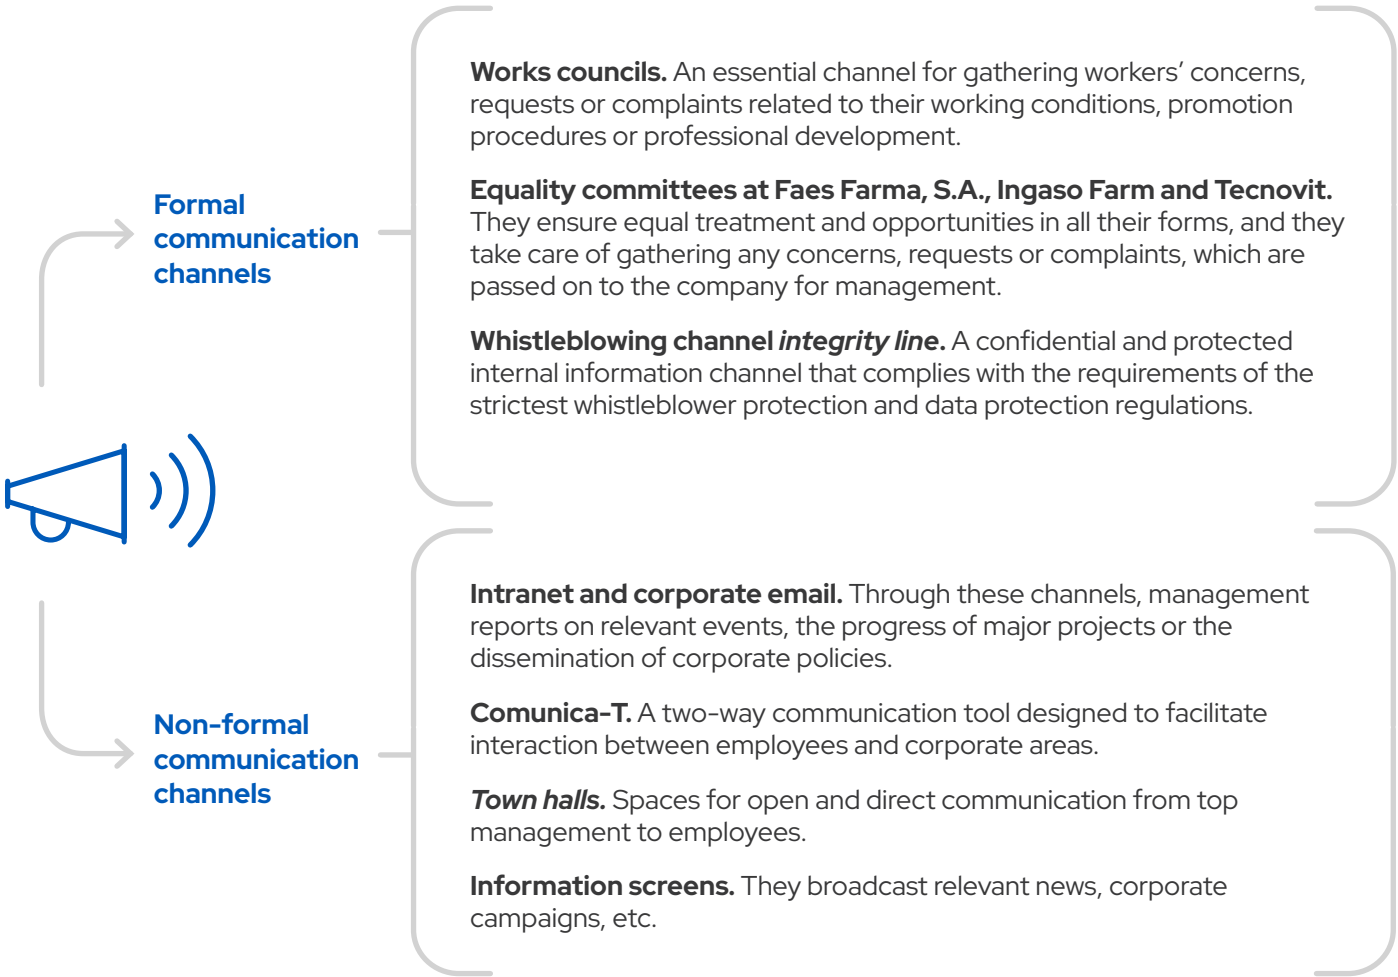 Formal
communication
channels
Works councils. An essential channel for gathering workers’ concerns,
requests or complaints related to their working conditions, promotion
procedures or professional development.
Equality committees at Faes Farma, S.A., Ingaso Farm and Tecnovit.
They ensure equal treatment and opportunities in all their forms, and they
take care of gathering any concerns, requests or complaints, which are
passed on to the company for management.
Whistleblowing channel integrity line. A confidential and protected
internal information channel that complies with the requirements of the
strictest whistleblower protection and data protection regulations.
Non-formal
communication
channels
Intranet and corporate email. Through these channels, management
reports on relevant events, the progress of major projects or the
dissemination of corporate policies.
Comunica-T. A two-way communication tool designed to facilitate
interaction between employees and corporate areas.
Town halls. Spaces for open and direct communication from top
management to employees.
Information screens. They broadcast relevant news, corporate
campaigns, etc.